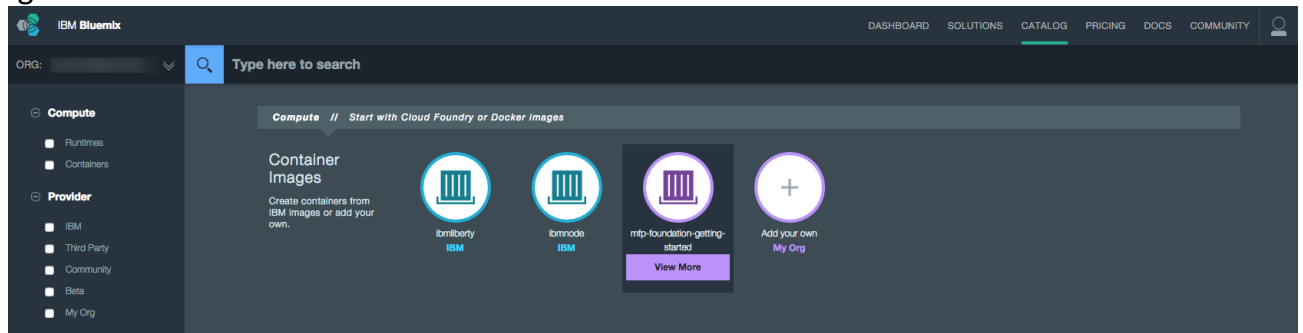 IBM Bluemix
DASHBOARD SOLUTIONS CATALOG PRICING DOCS COMMUNITY
ORG:
Type here to search
Compute
Runtimes
Containers
Provider
IBM
Third Party
Community
Beta
My Org
Compute // Start with Cloud Foundry or Docker Images
Container
Images
Create containers from
IBM images or add your
own.
ibmliberty
IBM
ibmnode
IBM
mfp-foundation-getting-
started
View More
Add your own
My Org